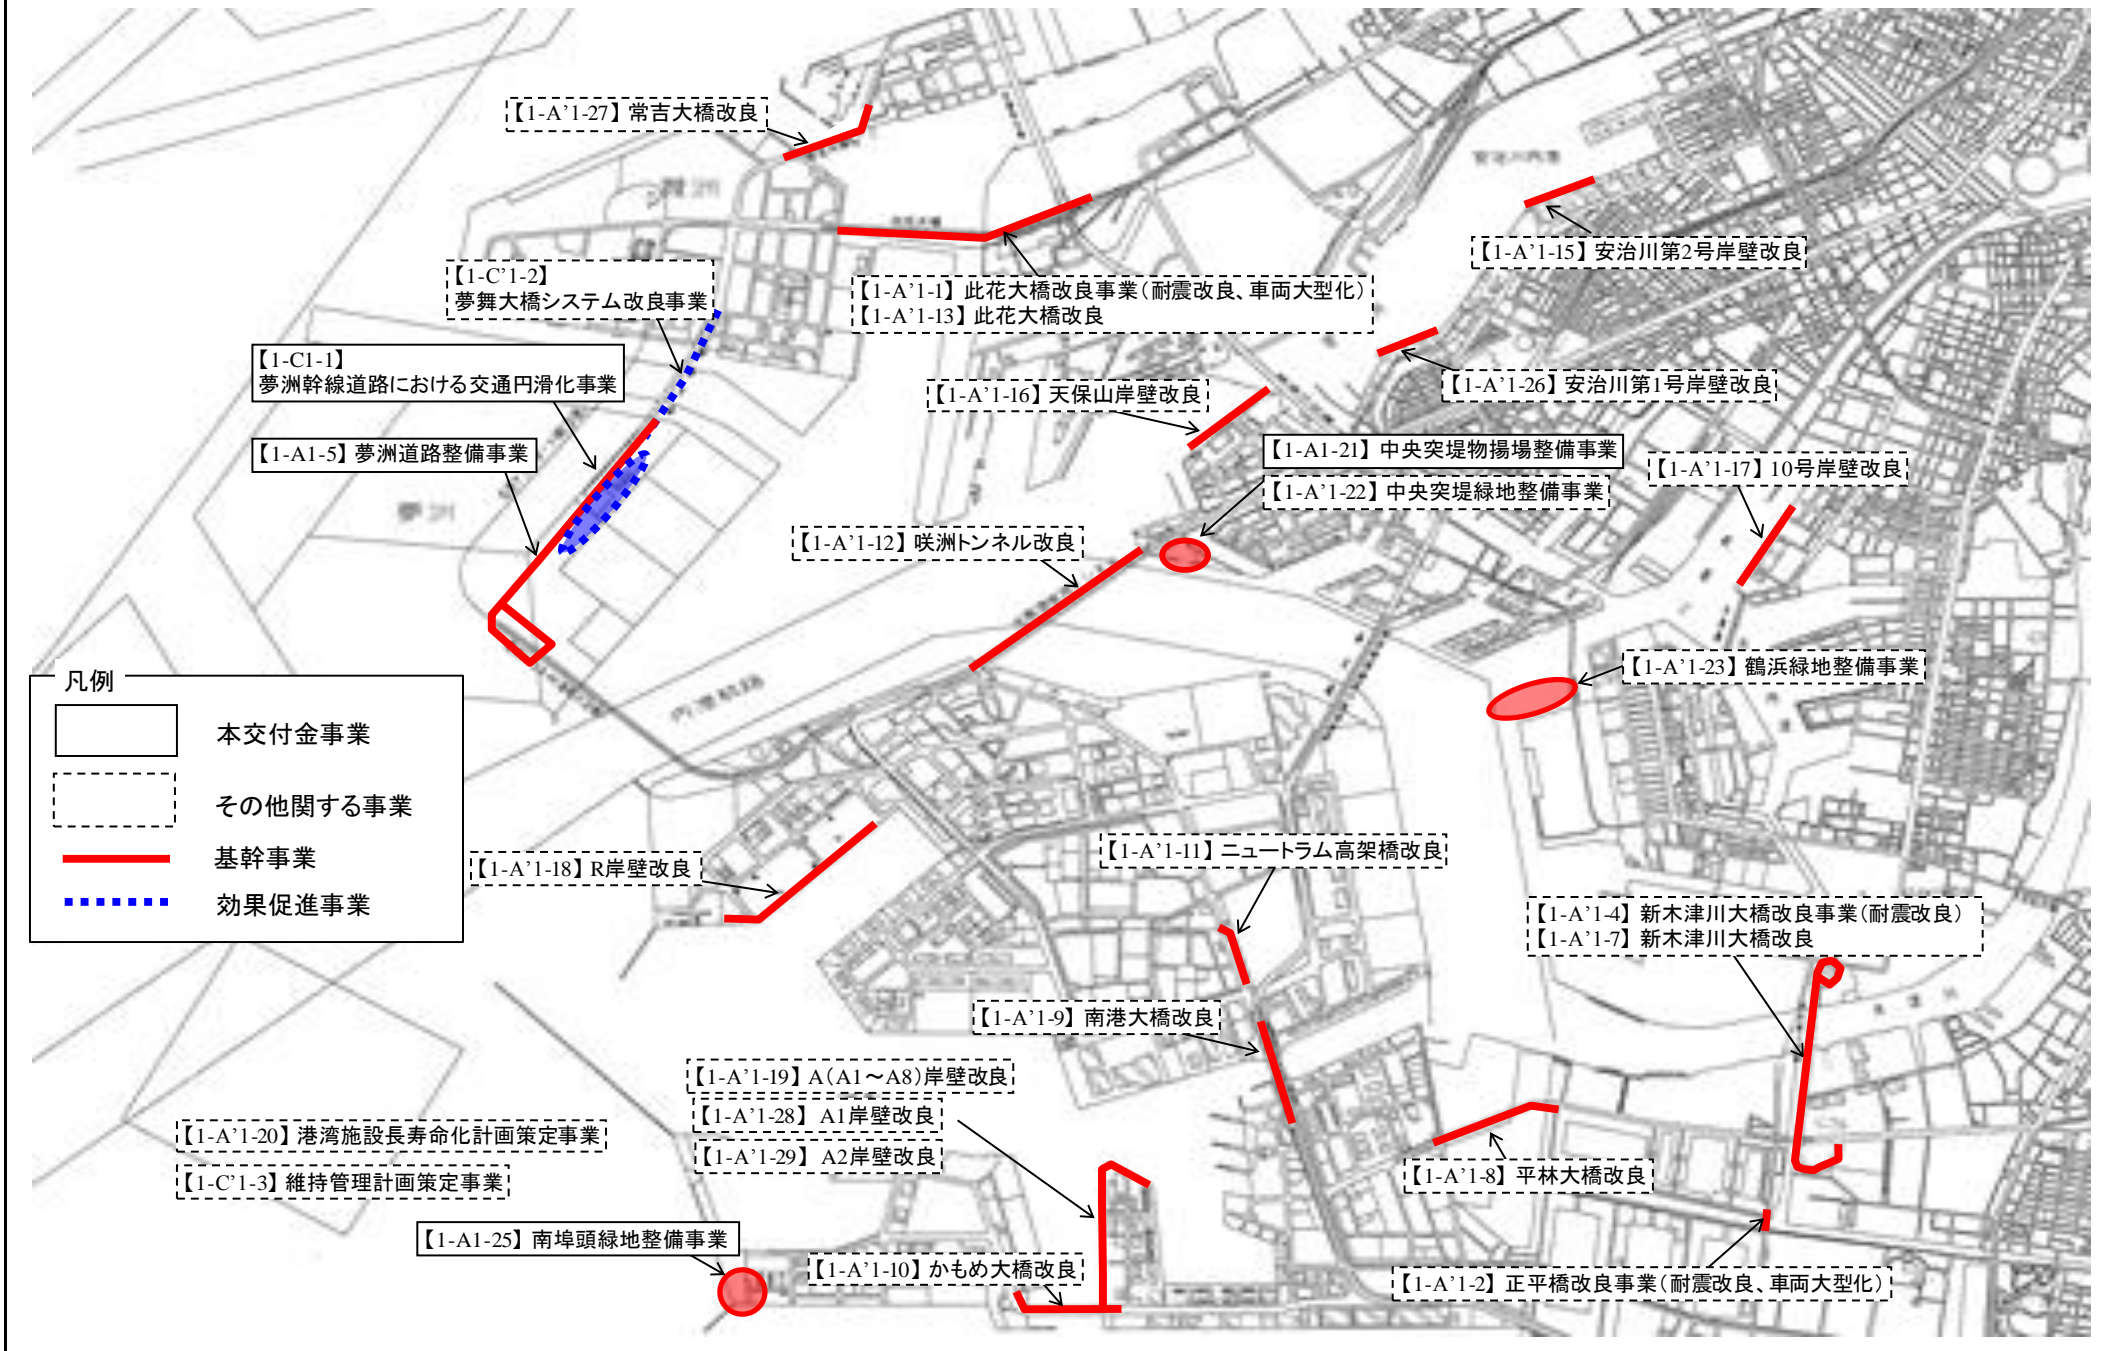 【1-A'1-27】 常吉大橋改良
安治川内港
【1-A'1-15】 安治川第2号岸壁改良
【1-C'1-2】
夢舞大橋システム改良事業
【1-A'1-1】 此花大橋改良事業(耐震改良、車両大型化)
【1-A'1-13】 此花大橋改良
【1-C1-1】
夢洲幹線道路における交通円滑化事業
【1-A'1-26】 安治川第1号岸壁改良
【1-A'1-16】 天保山岸壁改良
【1-A1-5】 夢洲道路整備事業
【1-A1-21】 中央突堤物揚場整備事業
【1-A'1-22】 中央突堤緑地整備事業
【1-A'1-17】 10号岸壁改良
夢洲
【1-A'1-12】 咲洲トンネル改良
【1-A'1-23】 鶴浜緑地整備事業
内港航路
凡例
本交付金事業
その他関する事業
基幹事業
効果促進事業
【1-A'1-18】 R岸壁改良
【1-A'1-11】 ニュートラム高架橋改良
【1-A'1-4】 新木津川大橋改良事業(耐震改良)
【1-A'1-7】 新木津川大橋改良
【1-A'1-9】 南港大橋改良
【1-A'1-19】 A(A1～A8)岸壁改良
【1-A'1-28】 A1岸壁改良
【1-A'1-29】 A2岸壁改良
【1-A'1-20】 港湾施設長寿命化計画策定事業
【1-C'1-3】 維持管理計画策定事業
【1-A'1-8】 平林大橋改良
【1-A1-25】 南埠頭緑地整備事業
【1-A'1-10】 かもめ大橋改良
【1-A'1-2】 正平橋改良事業(耐震改良、車両大型化)